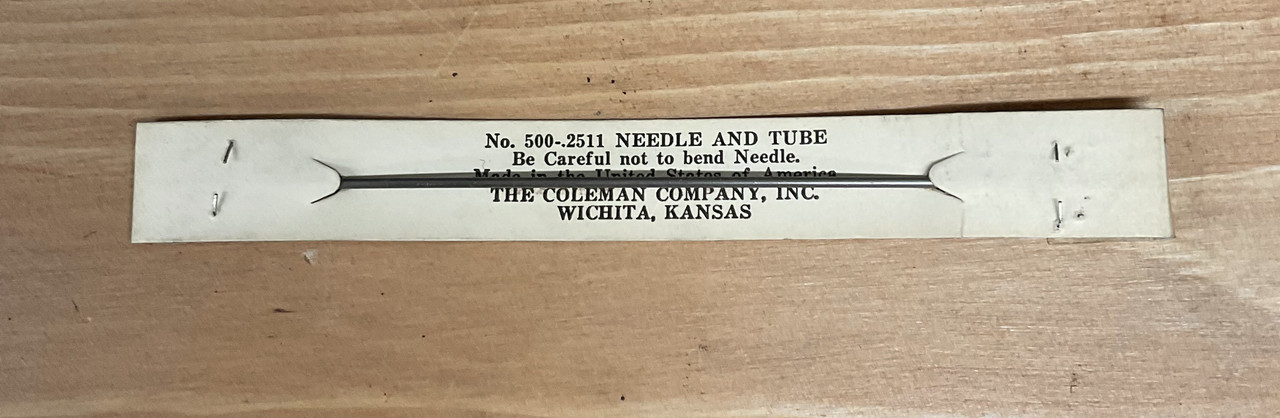 No. 500-.2511 NEEDLE AND TUBE
Be Careful not to bend Needle.
Made in the United States of America
THE COLEMAN COMPANY, INC.
WICHITA, KANSAS